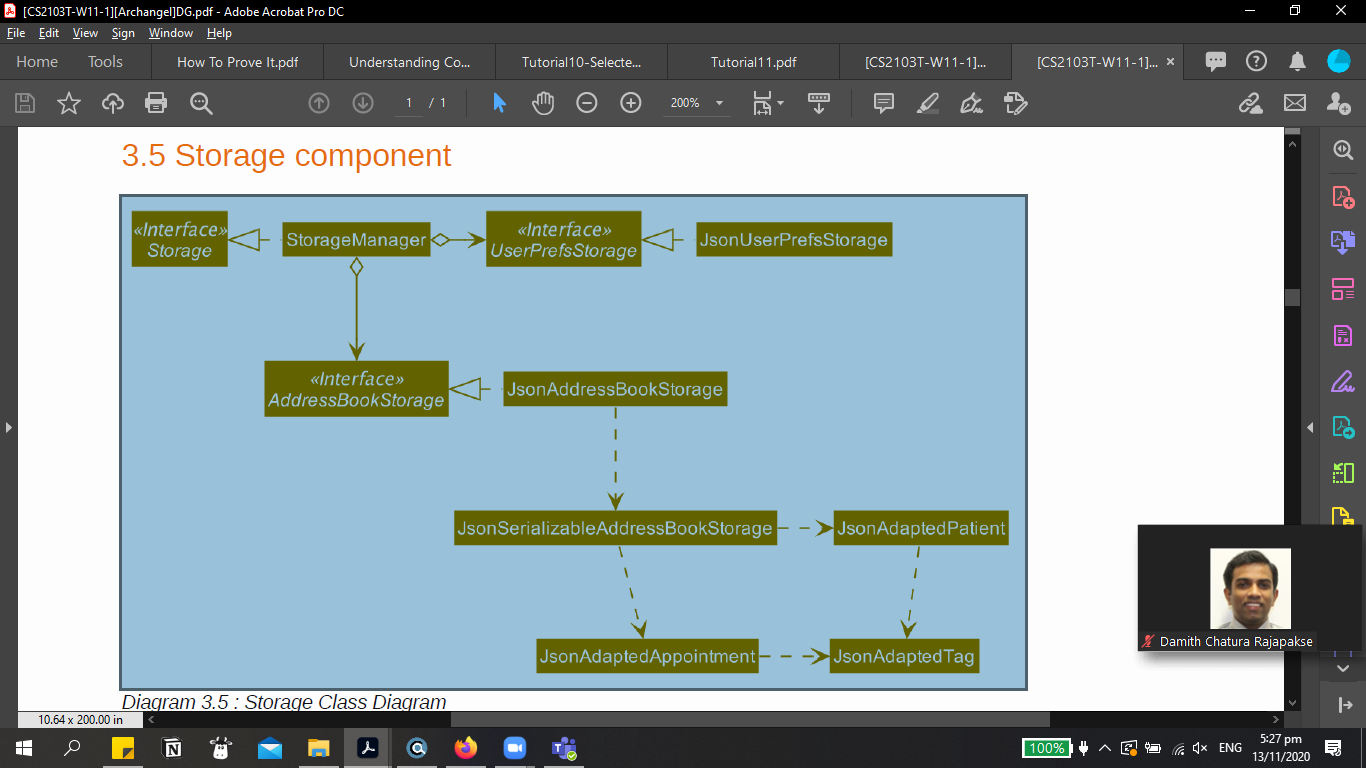 [CS2103T-W11-1][Archangel]DG.pdf - Adobe Acrobat Pro DC
File Edit View Sign Window Help
Home Tools How To Prove It.pdf Understanding Co... Tutorial10-Selecte... Tutorial11.pdf [CS2103T-W11-1]... [CS2103T-W11-1]...
1 / 1 200%
3.5 Storage component
«Interface»
Storage
StorageManager
«Interface»
UserPrefsStorage
JsonUserPrefsStorage
«Interface»
AddressBookStorage
JsonAddressBookStorage
JsonSerializableAddressBookStorage
JsonAdaptedPatient
JsonAdaptedAppointment
JsonAdaptedTag
Damith Chatura Rajapakse
Diagram 3.5 : Storage Class Diagram
10.64 x 200.00 in
100% ENG
5:27 pm
13/11/2020